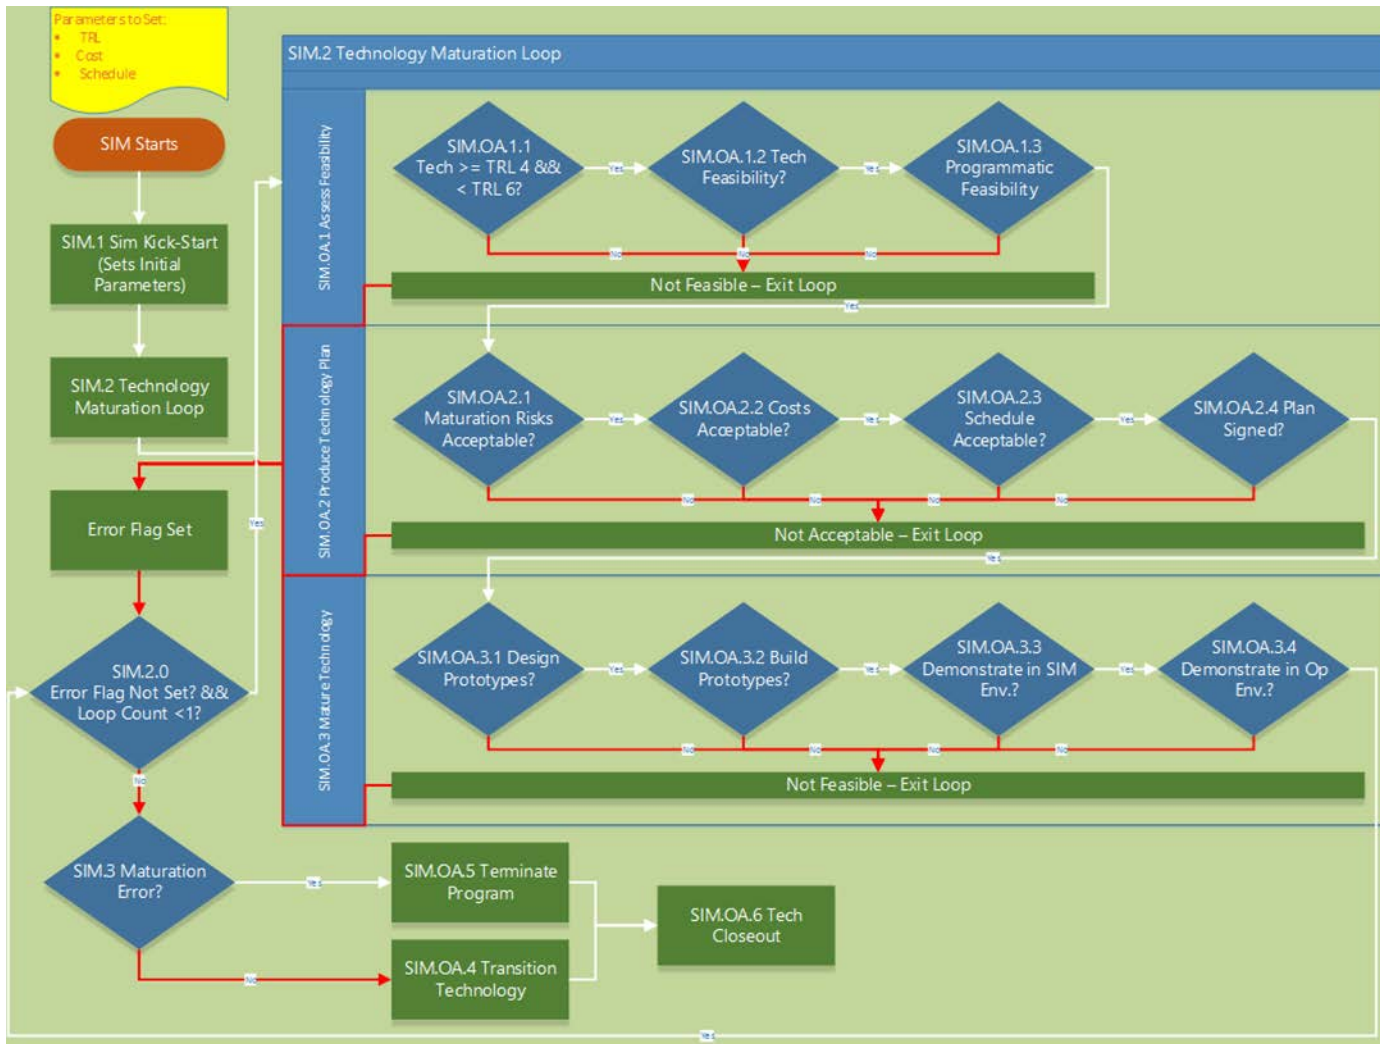 Parameters to Set:
• TRL
• Cost
• Schedule
SIM Starts
SIM.1 Sim Kick-Start
(Sets Initial
Parameters)
SIM.2 Technology
Maturation Loop
Error Flag Set
SIM.2.0
Error Flag Not Set? &&
Loop Count <1?
Yes
No
SIM.3 Maturation
Error?
Yes
No
SIM.2 Technology Maturation Loop
SIM.OA.1 Assess Feasibility
SIM.OA.1.1
Tech >= TRL 4 &&
< TRL 6?
Yes
SIM.OA.1.2 Tech
Feasibility?
Yes
SIM.OA.1.3
Programmatic
Feasibility
No
No
No
Not Feasible – Exit Loop
Yes
SIM.OA.2 Produce Technology Plan
SIM.OA.2.1
Maturation Risks
Acceptable?
Yes
SIM.OA.2.2 Costs
Acceptable?
Yes
SIM.OA.2.3
Schedule
Acceptable?
Yes
SIM.OA.2.4 Plan
Signed?
No
No
No
No
Not Acceptable – Exit Loop
Yes
SIM.OA.3 Mature Technology
SIM.OA.3.1 Design
Prototypes?
Yes
SIM.OA.3.2 Build
Prototypes?
Yes
SIM.OA.3.3
Demonstrate in SIM
Env.?
Yes
SIM.OA.3.4
Demonstrate in Op
Env.?
No
No
No
No
Not Feasible – Exit Loop
SIM.OA.5 Terminate
Program
SIM.OA.4 Transition
Technology
SIM.OA.6 Tech
Closeout
Yes